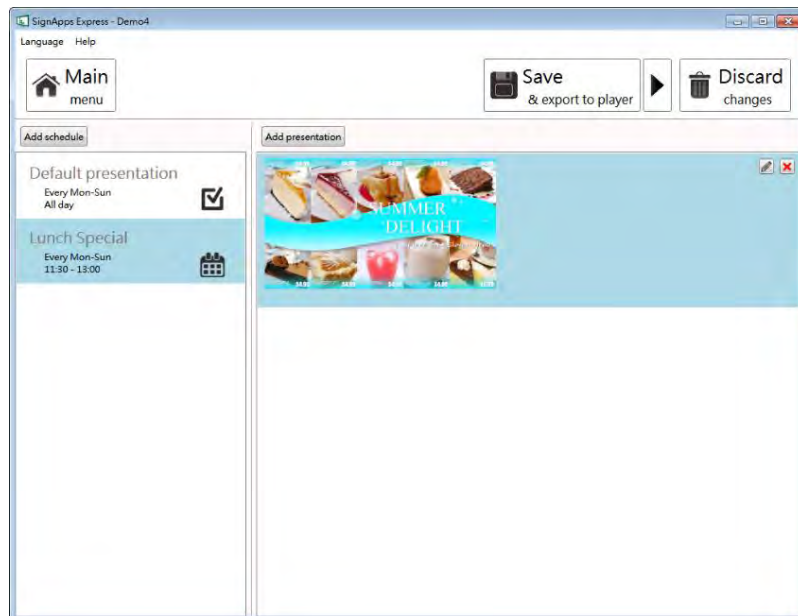 SignApps Express - Demo4
Language Help
Main
menu
Save
& export to player
Discard
changes
Add schedule
Add presentation
Default presentation
Every Mon-Sun
All day
Lunch Special
Every Mon-Sun
11:30 - 13:00
SUMMER
DELIGHT